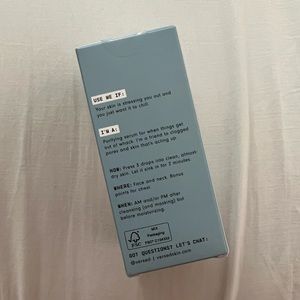 USE ME IF:
Your skin is stressing you out and
you just want it to chill.
I'M A:
Purifying serum for when things get
out of whack. I'm a friend to clogged
pores and skin that's acting up.
HOW: Press 3 drops into clean, almost
dry skin. Let it sink in for 2 minutes.
WHERE: Face and neck. Bonus
points for chest.
WHEN: AM and/or PM after
cleansing (and masking) but
before moisturizing.
FSC
MIX
Packaging
GOT QUESTIONS? LET'S CHAT:
@versed | versedskin.com